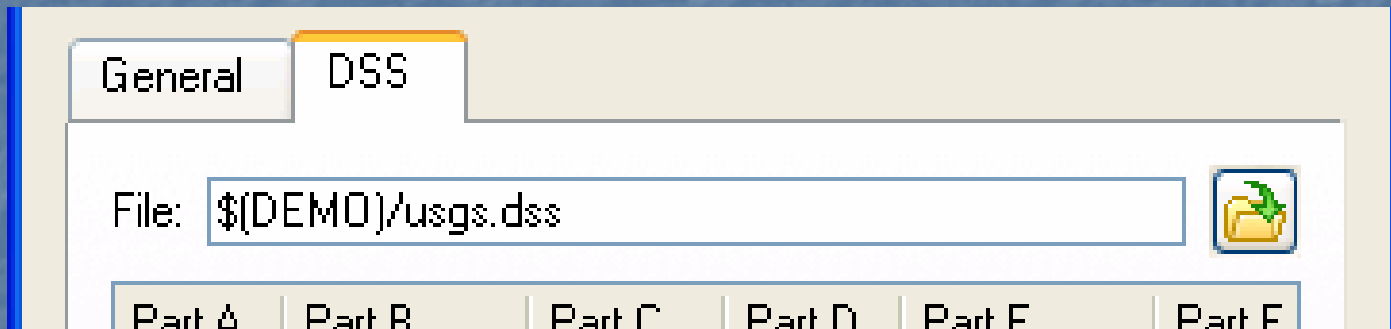 General DSS
File: $(DEMO)/usgs.dss
Part A Part B Part C Part D Part E Part F